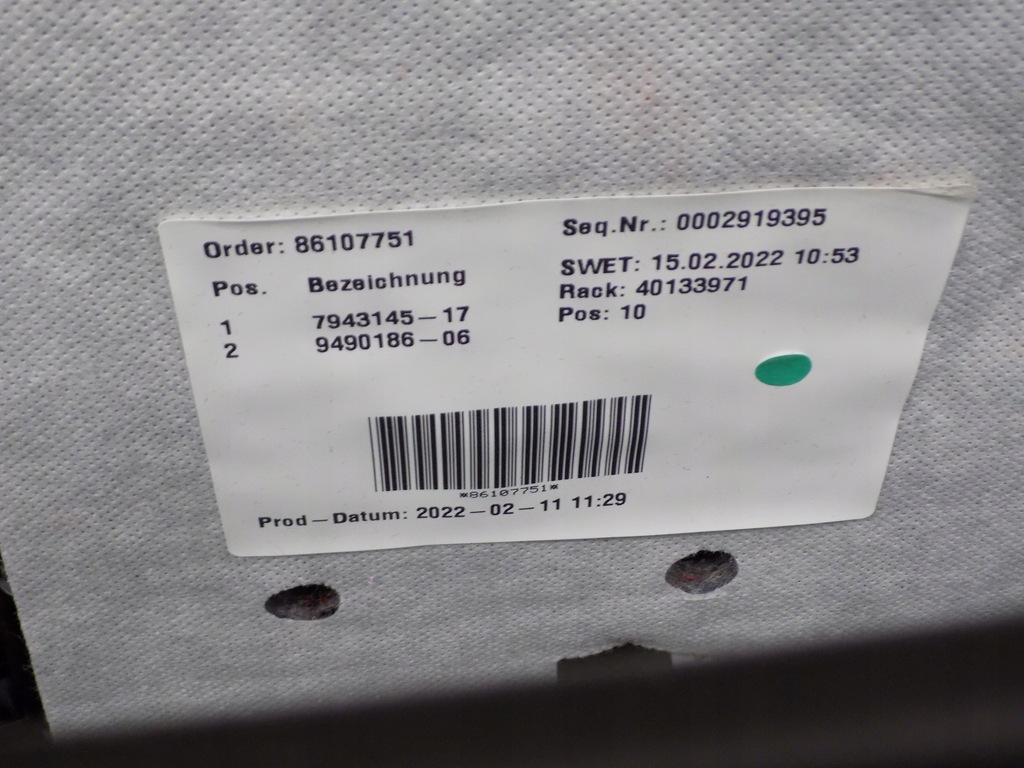 Order: 86107751
Seq.Nr.: 0002919395
Pos. Bezeichnung
SWET: 15.02.2022 10:53
Rack: 40133971
1 7943145-17
Pos: 10
2 9490186-06
*86107751*
Prod-Datum: 2022-02-11 11:29